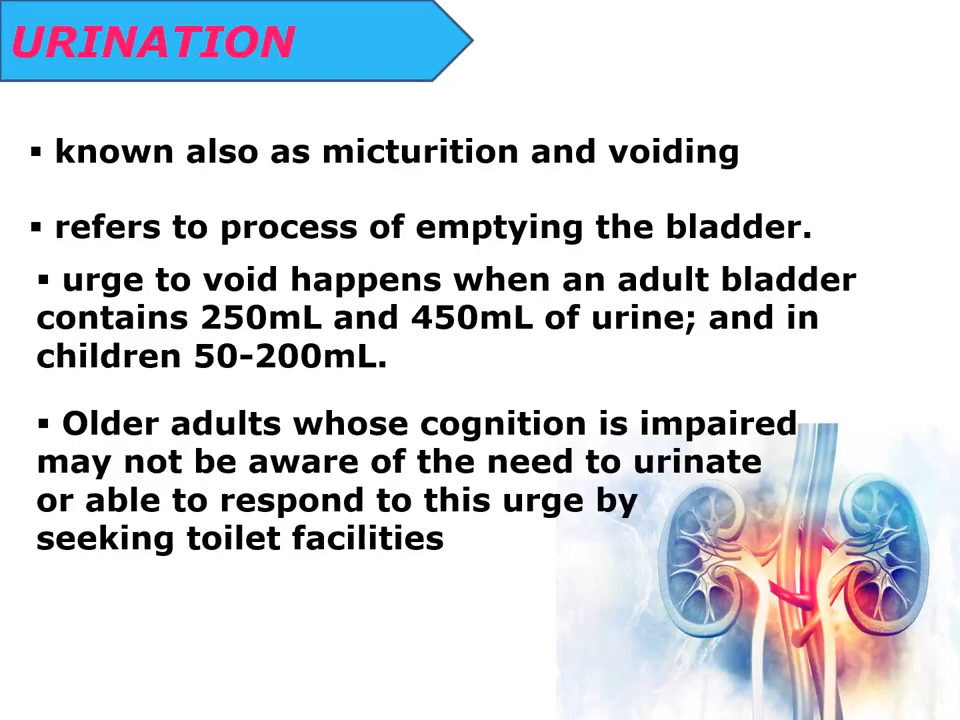 URINATION
▪ known also as micturition and voiding
▪ refers to process of emptying the bladder.
▪ urge to void happens when an adult bladder
contains 250mL and 450mL of urine; and in
children 50-200mL.
▪ Older adults whose cognition is impaired
may not be aware of the need to urinate
or able to respond to this urge by
seeking toilet facilities